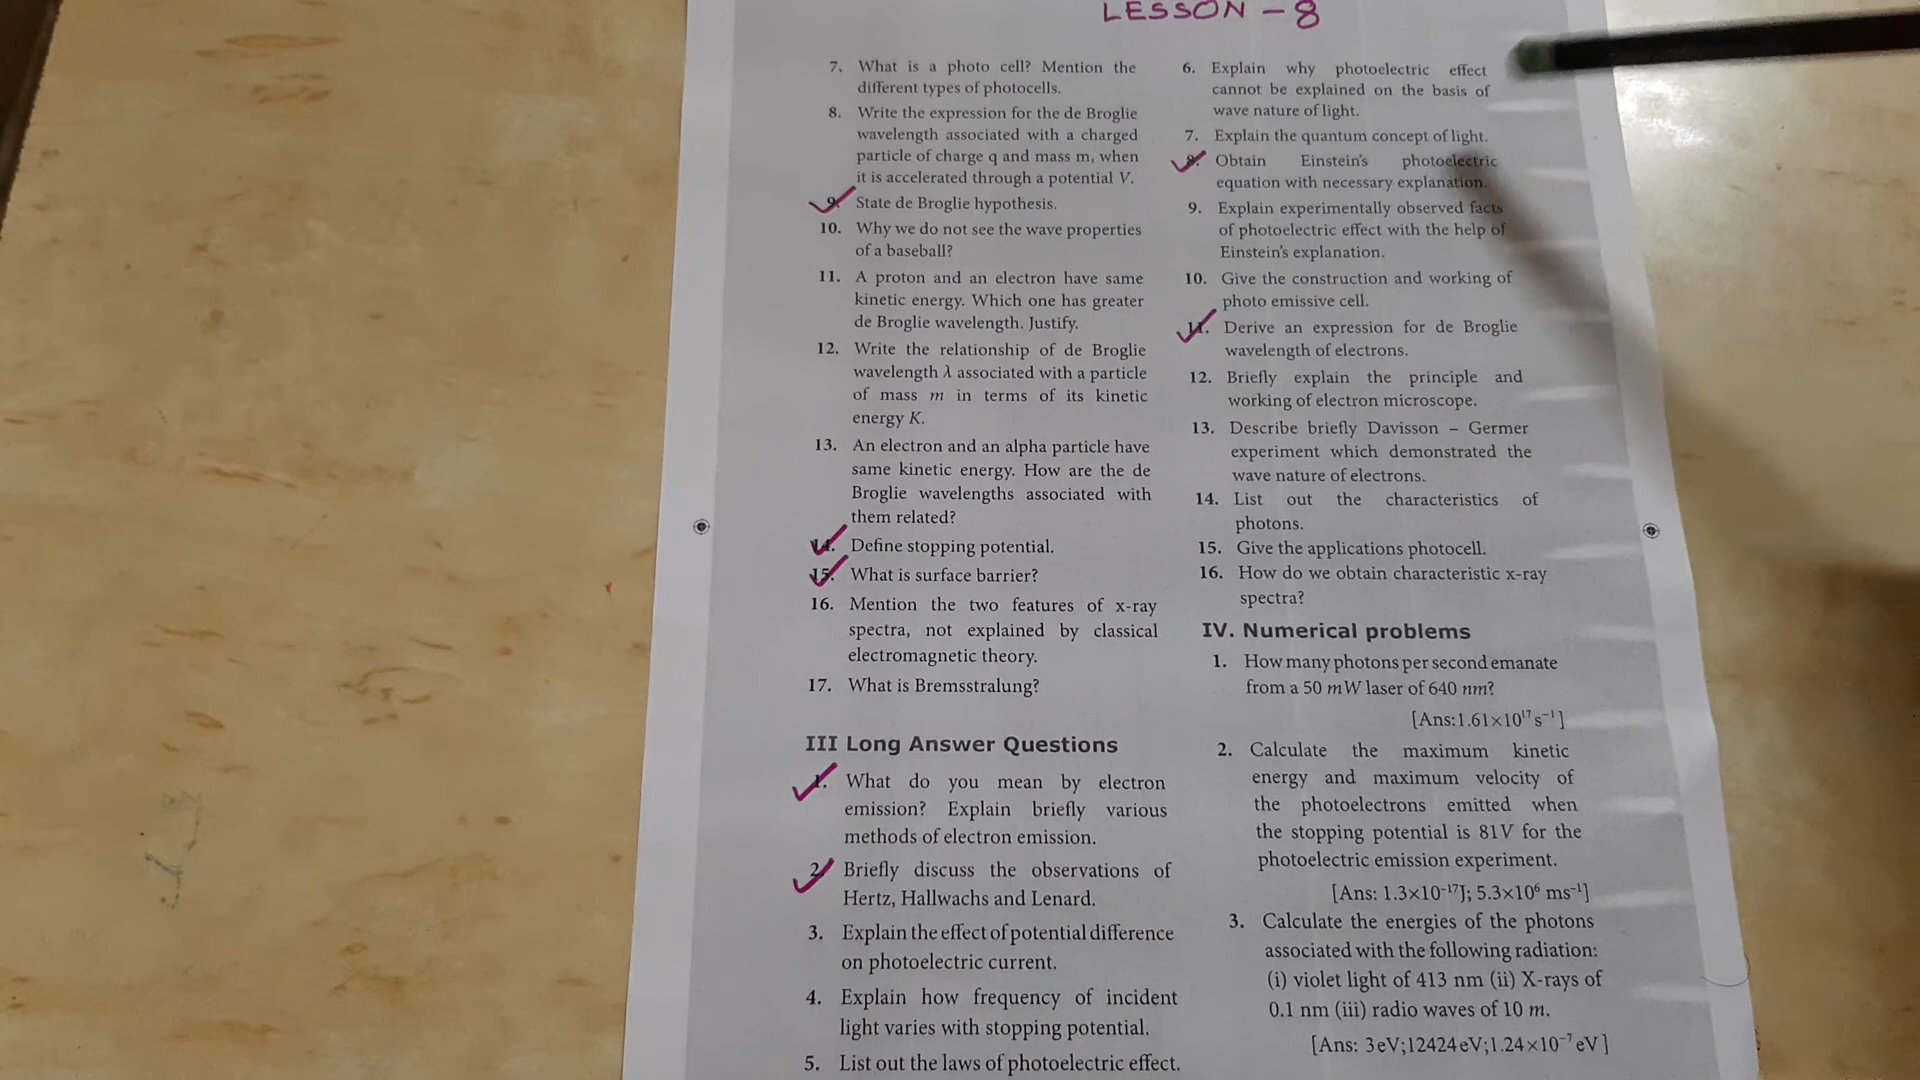 LESSON - 8
7. What is a photo cell? Mention the
different types of photocells.
8. Write the expression for the de Broglie
wavelength associated with a charged
particle of charge q and mass m, when
it is accelerated through a potential V.
9. State de Broglie hypothesis.
10. Why we do not see the wave properties
of a baseball?
11. A proton and an electron have same
kinetic energy. Which one has greater
de Broglie wavelength. Justify.
12. Write the relationship of de Broglie
wavelength λ associated with a particle
of mass m in terms of its kinetic
energy K.
13. An electron and an alpha particle have
same kinetic energy. How are the de
Broglie wavelengths associated with
them related?
14. Define stopping potential.
15. What is surface barrier?
16. Mention the two features of x-ray
spectra, not explained by classical
electromagnetic theory.
17. What is Bremsstralung?
III Long Answer Questions
1. What do you mean by electron
emission? Explain briefly various
methods of electron emission.
2. Briefly discuss the observations of
Hertz, Hallwachs and Lenard.
3. Explain the effect of potential difference
on photoelectric current.
4. Explain how frequency of incident
light varies with stopping potential.
5. List out the laws of photoelectric effect.
6. Explain why photoelectric effect
cannot be explained on the basis of
wave nature of light.
7. Explain the quantum concept of light.
8. Obtain Einstein's photoelectric
equation with necessary explanation.
9. Explain experimentally observed facts
of photoelectric effect with the help of
Einstein's explanation.
10. Give the construction and working of
photo emissive cell.
11. Derive an expression for de Broglie
wavelength of electrons.
12. Briefly explain the principle and
working of electron microscope.
13. Describe briefly Davisson – Germer
experiment which demonstrated the
wave nature of electrons.
14. List out the characteristics of
photons.
15. Give the applications photocell.
16. How do we obtain characteristic x-ray
spectra?
IV. Numerical problems
1. How many photons per second emanate
from a 50 mW laser of 640 nm?
[Ans:1.61×10¹⁷ s⁻¹]
2. Calculate the maximum kinetic
energy and maximum velocity of
the photoelectrons emitted when
the stopping potential is 81V for the
photoelectric emission experiment.
[Ans: 1.3×10⁻¹⁷J; 5.3×10⁶ ms⁻¹]
3. Calculate the energies of the photons
associated with the following radiation:
(i) violet light of 413 nm (ii) X-rays of
0.1 nm (iii) radio waves of 10 m.
[Ans: 3eV;12424eV;1.24×10⁻⁷eV]